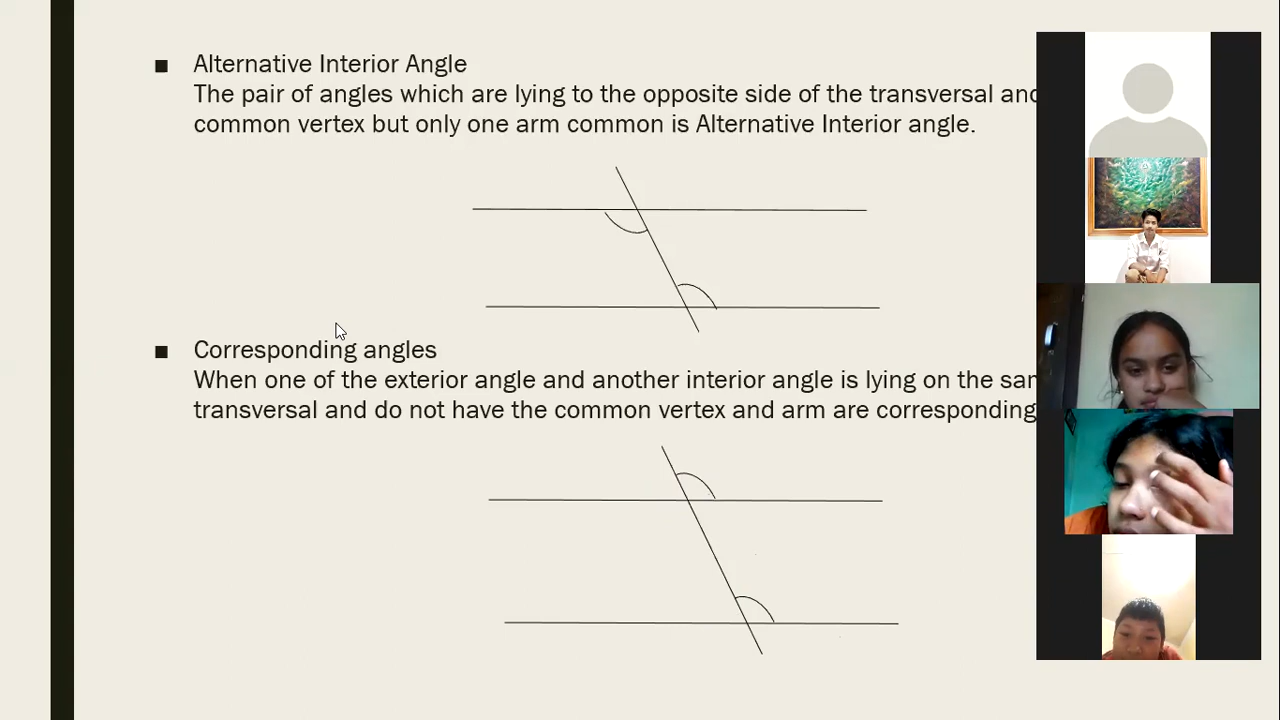 Alternative Interior Angle
The pair of angles which are lying to the opposite side of the transversal and
common vertex but only one arm common is Alternative Interior angle.
Corresponding angles
When one of the exterior angle and another interior angle is lying on the
transversal and do not have the common vertex and arm are corresponding